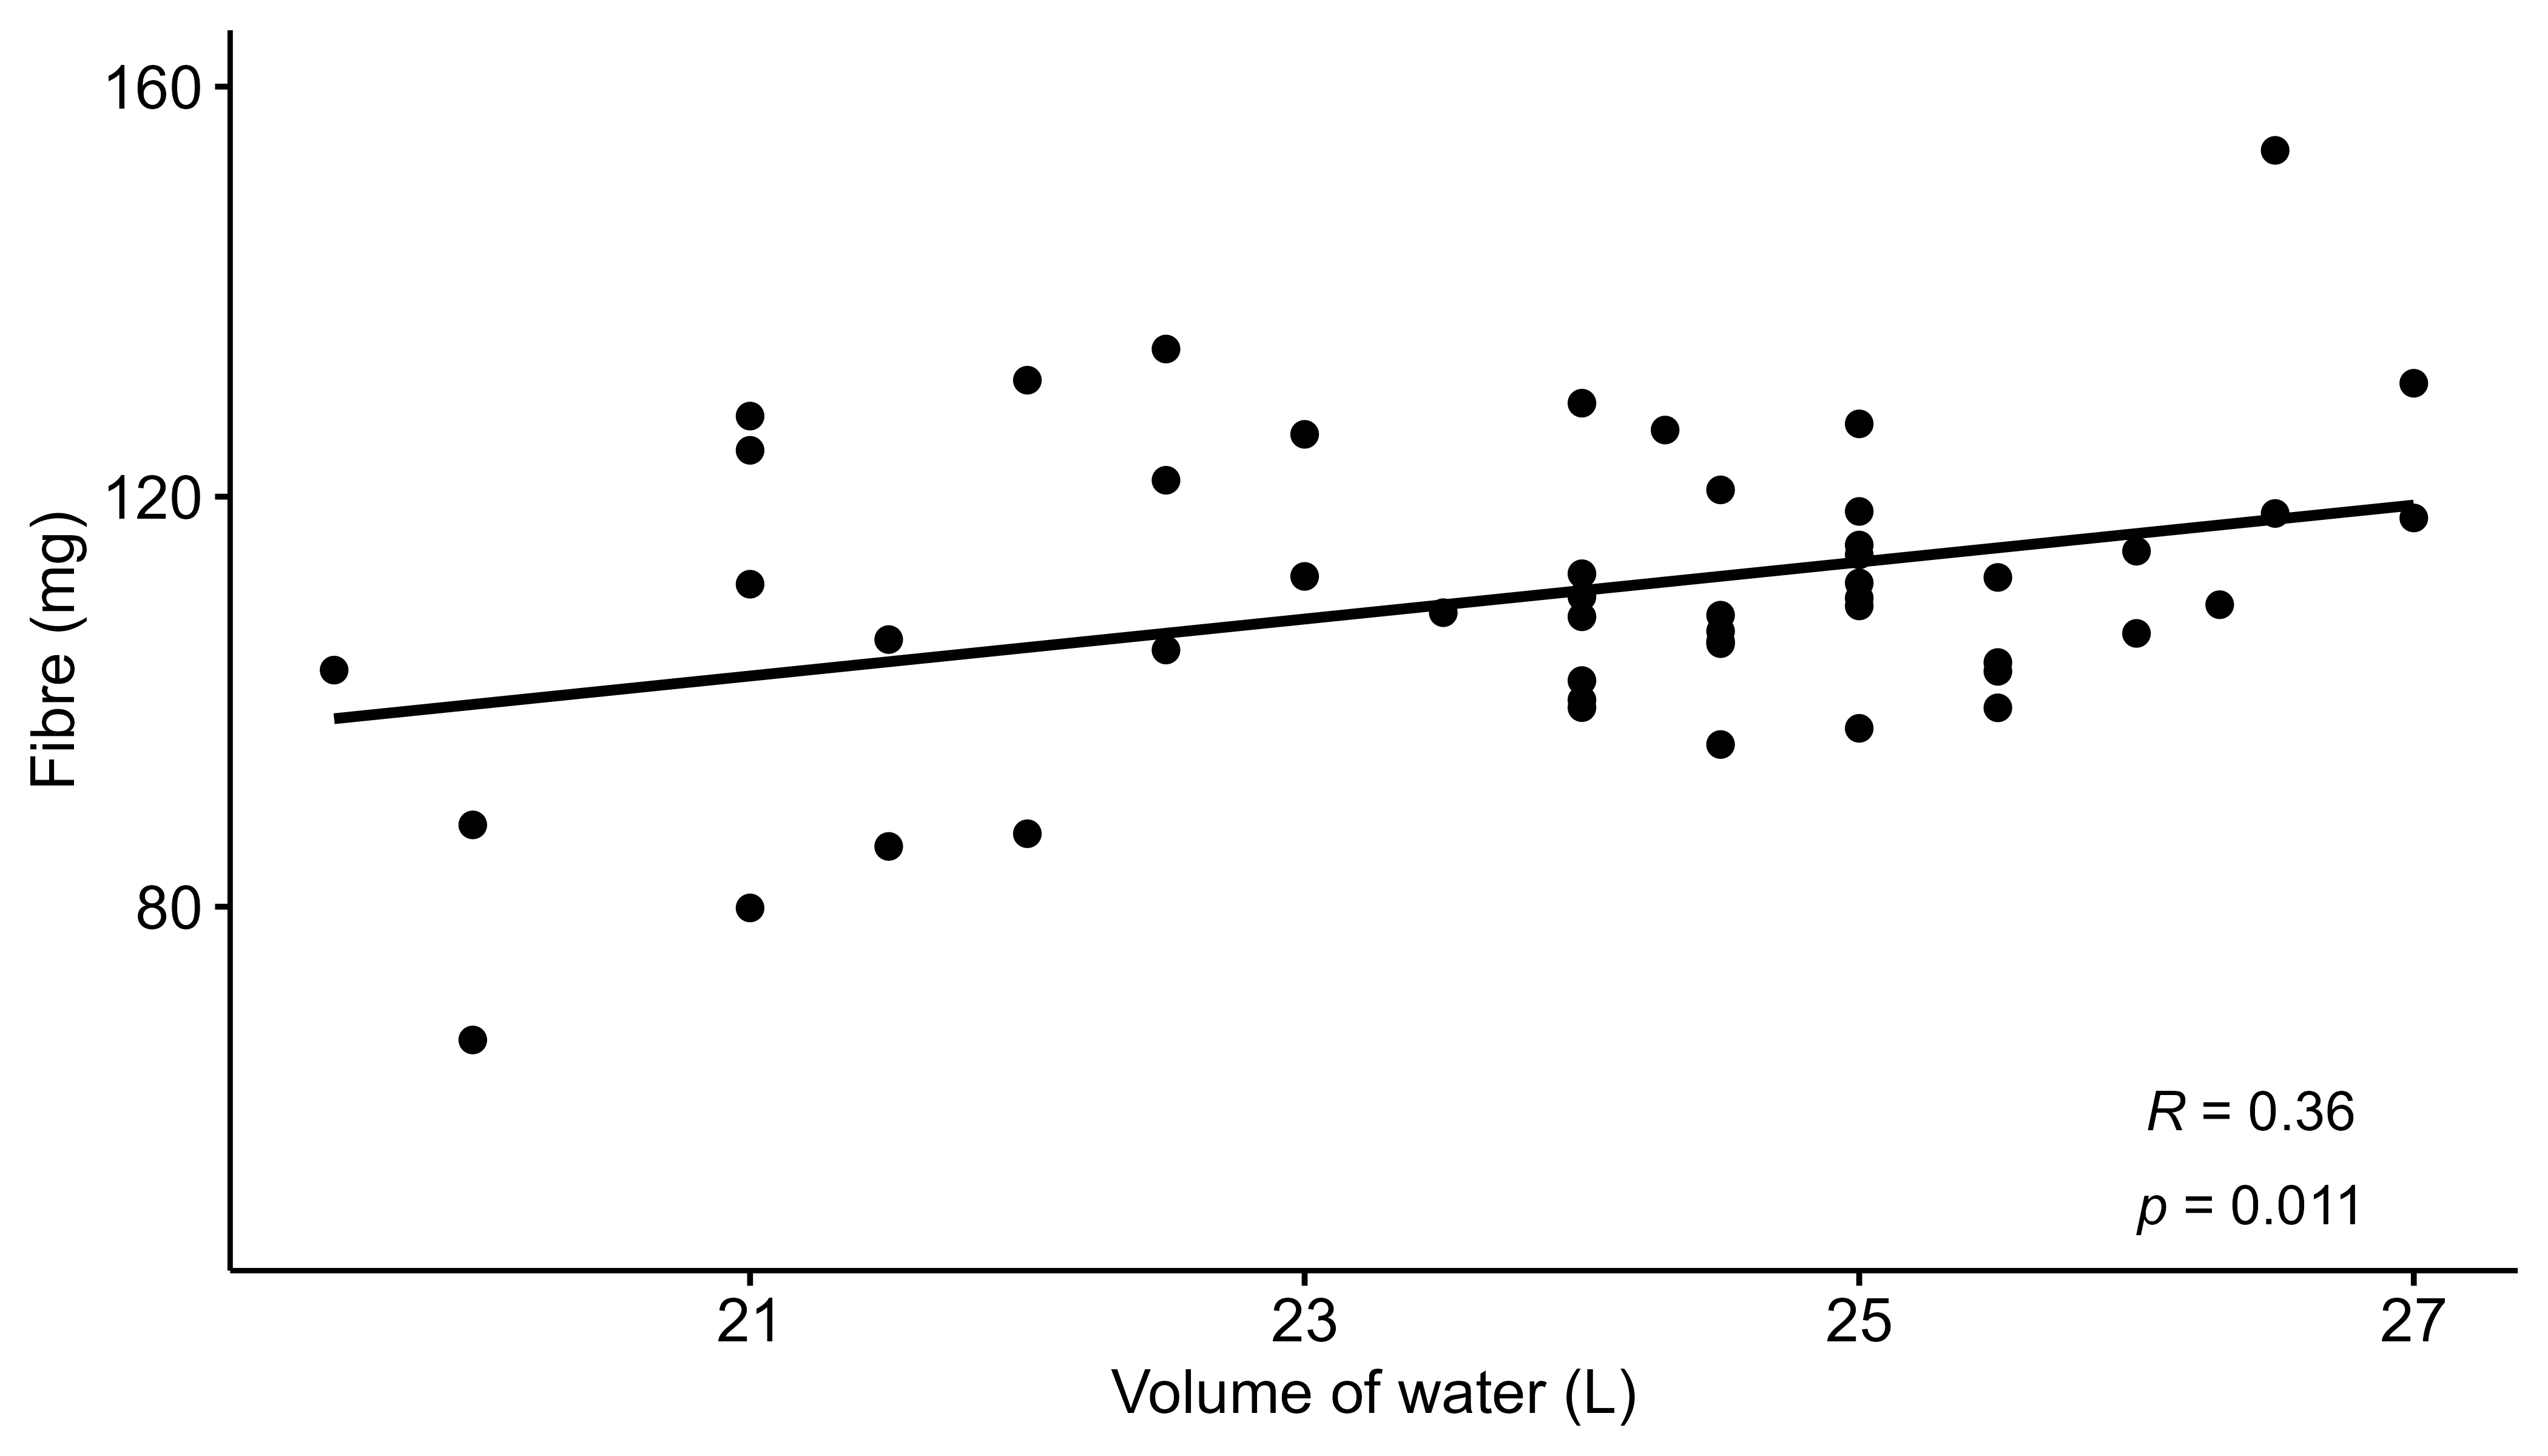 160
120
80
Fibre (mg)
R = 0.36
p = 0.011
21 23 25 27
Volume of water (L)